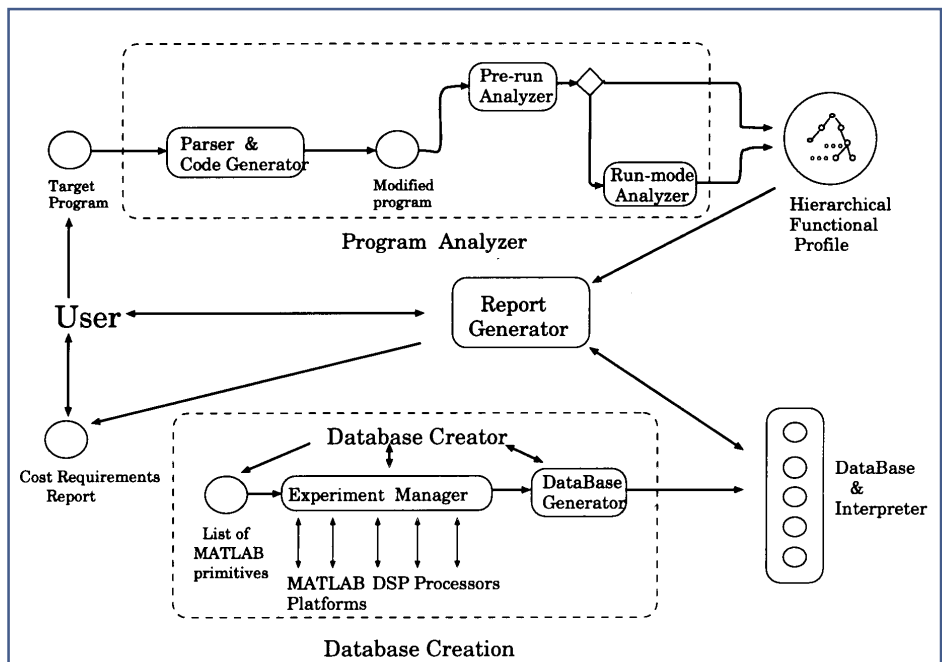 Pre-run
Analyzer
Parser &
Code Generator
Target
Program
Modified
program
Run-mode
Analyzer
Hierarchical
Functional
Profile
Program Analyzer
User
Report
Generator
Cost Requirements
Report
Database Creator
Experiment Manager
DataBase
Generator
DataBase
&
Interpreter
List of
MATLAB
primitives
MATLAB DSP Processors
Platforms
Database Creation